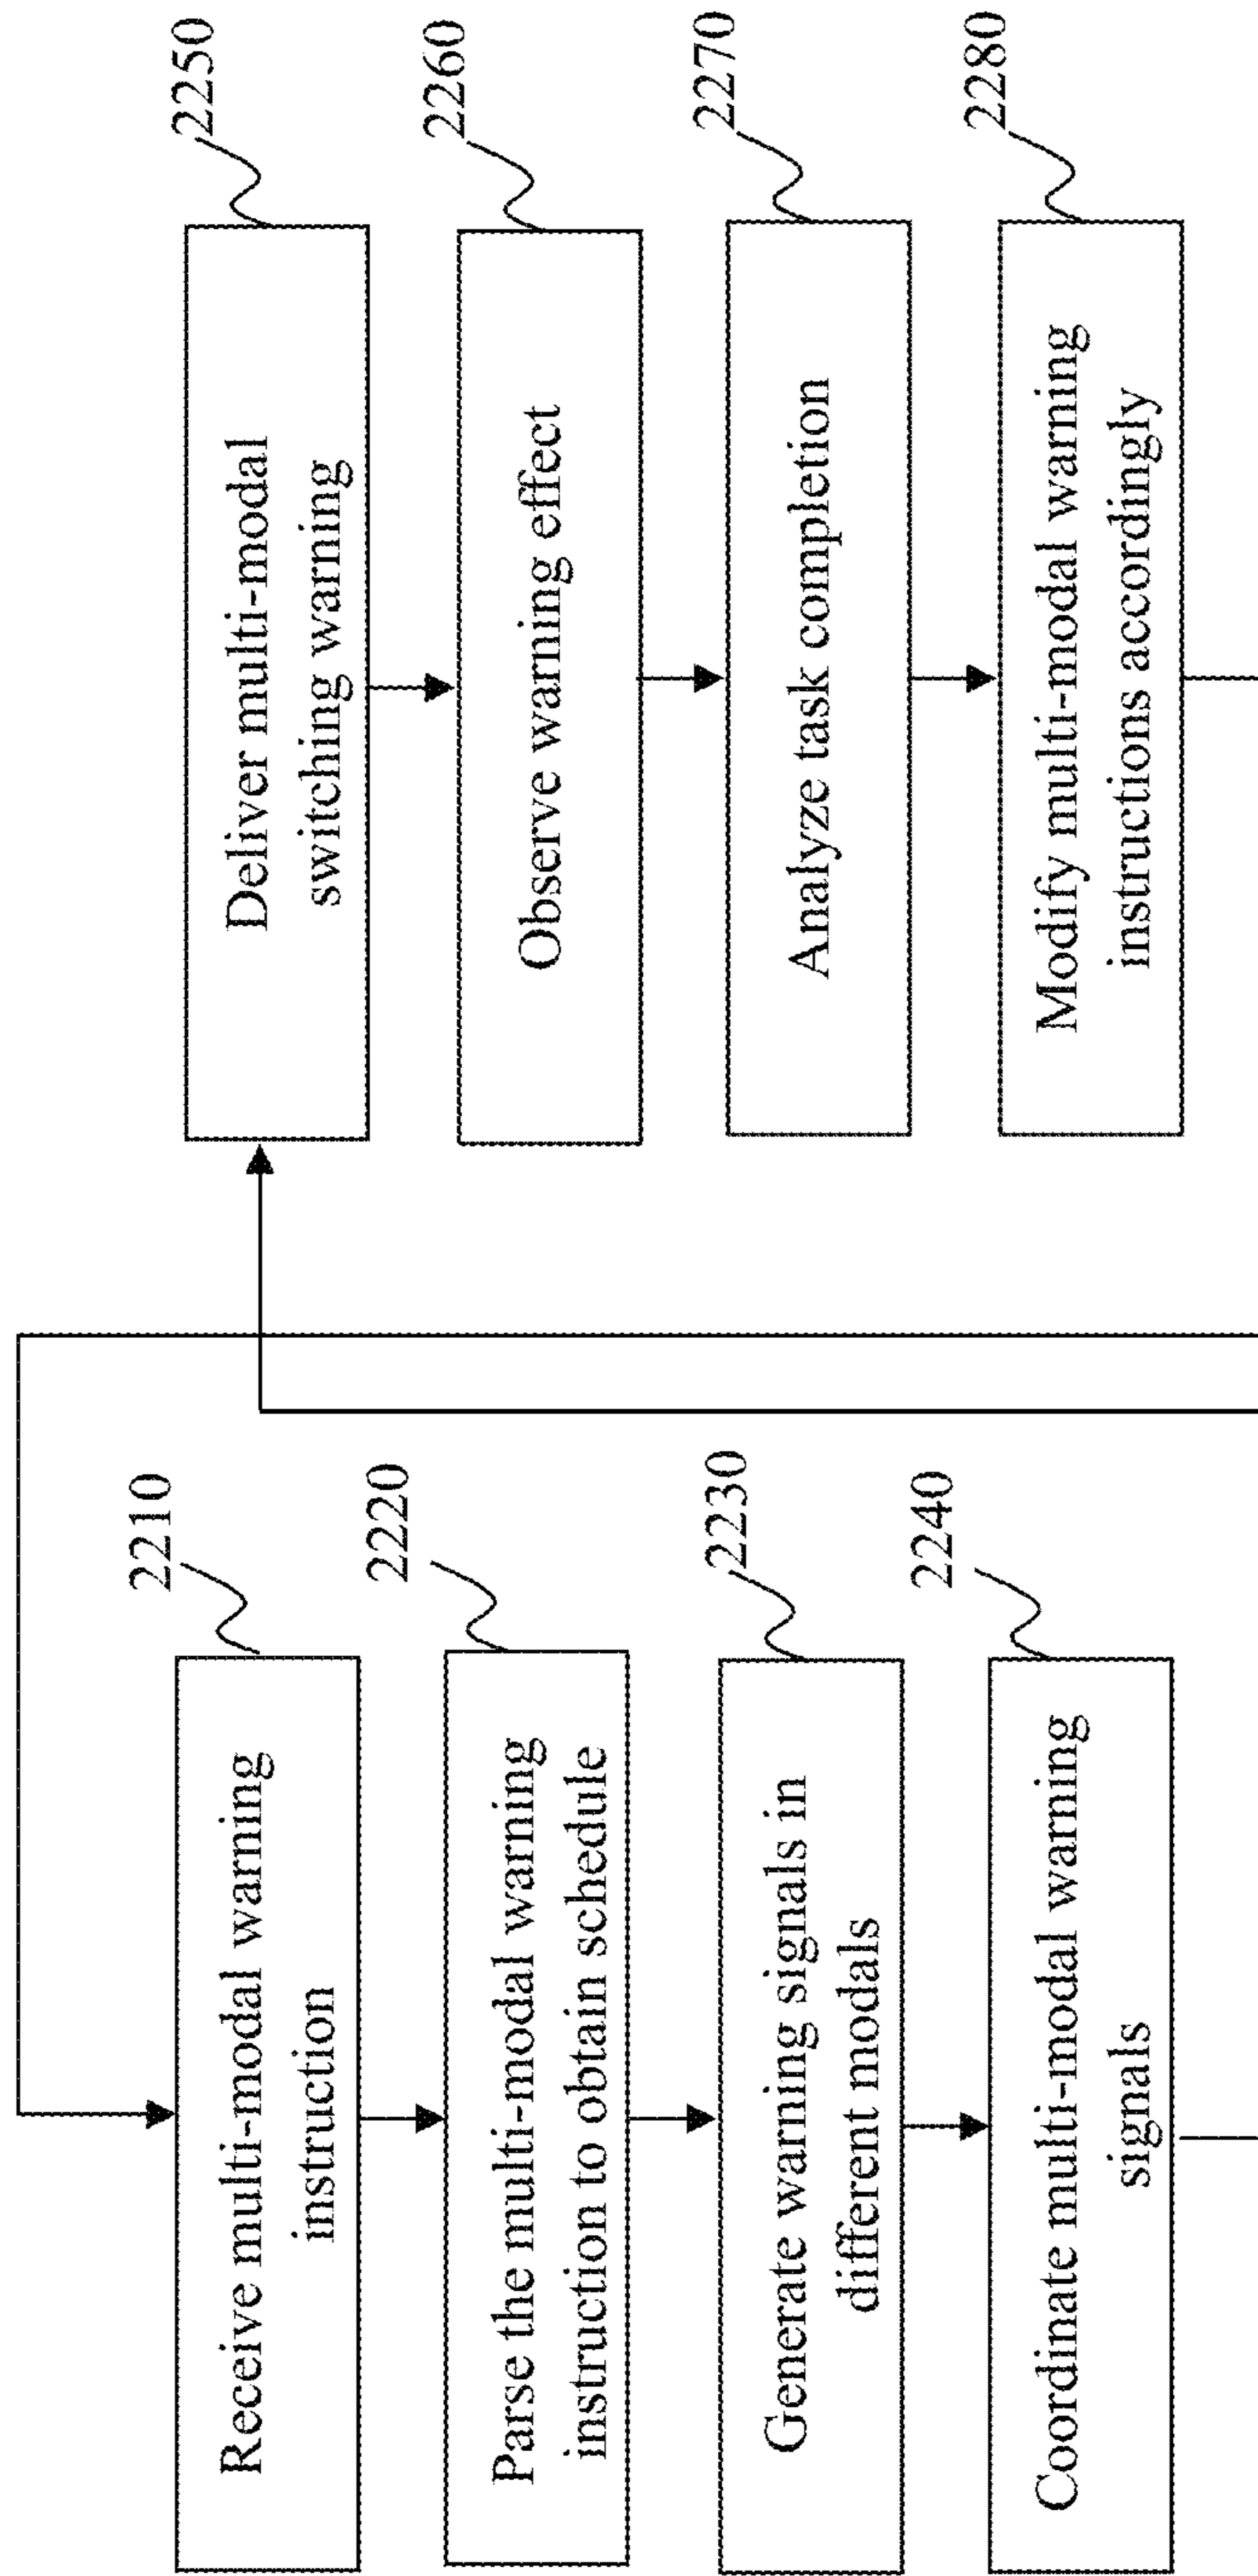 2210
Receive multi-modal warning
instruction
2220
Parse the multi-modal warning
instruction to obtain schedule
2230
Generate warning signals in
different modals
2240
Coordinate multi-modal warning
signals
2250
Deliver multi-modal
switching warning
2260
Observe warning effect
2270
Analyze task completion
2280
Modify multi-modal warning
instructions accordingly